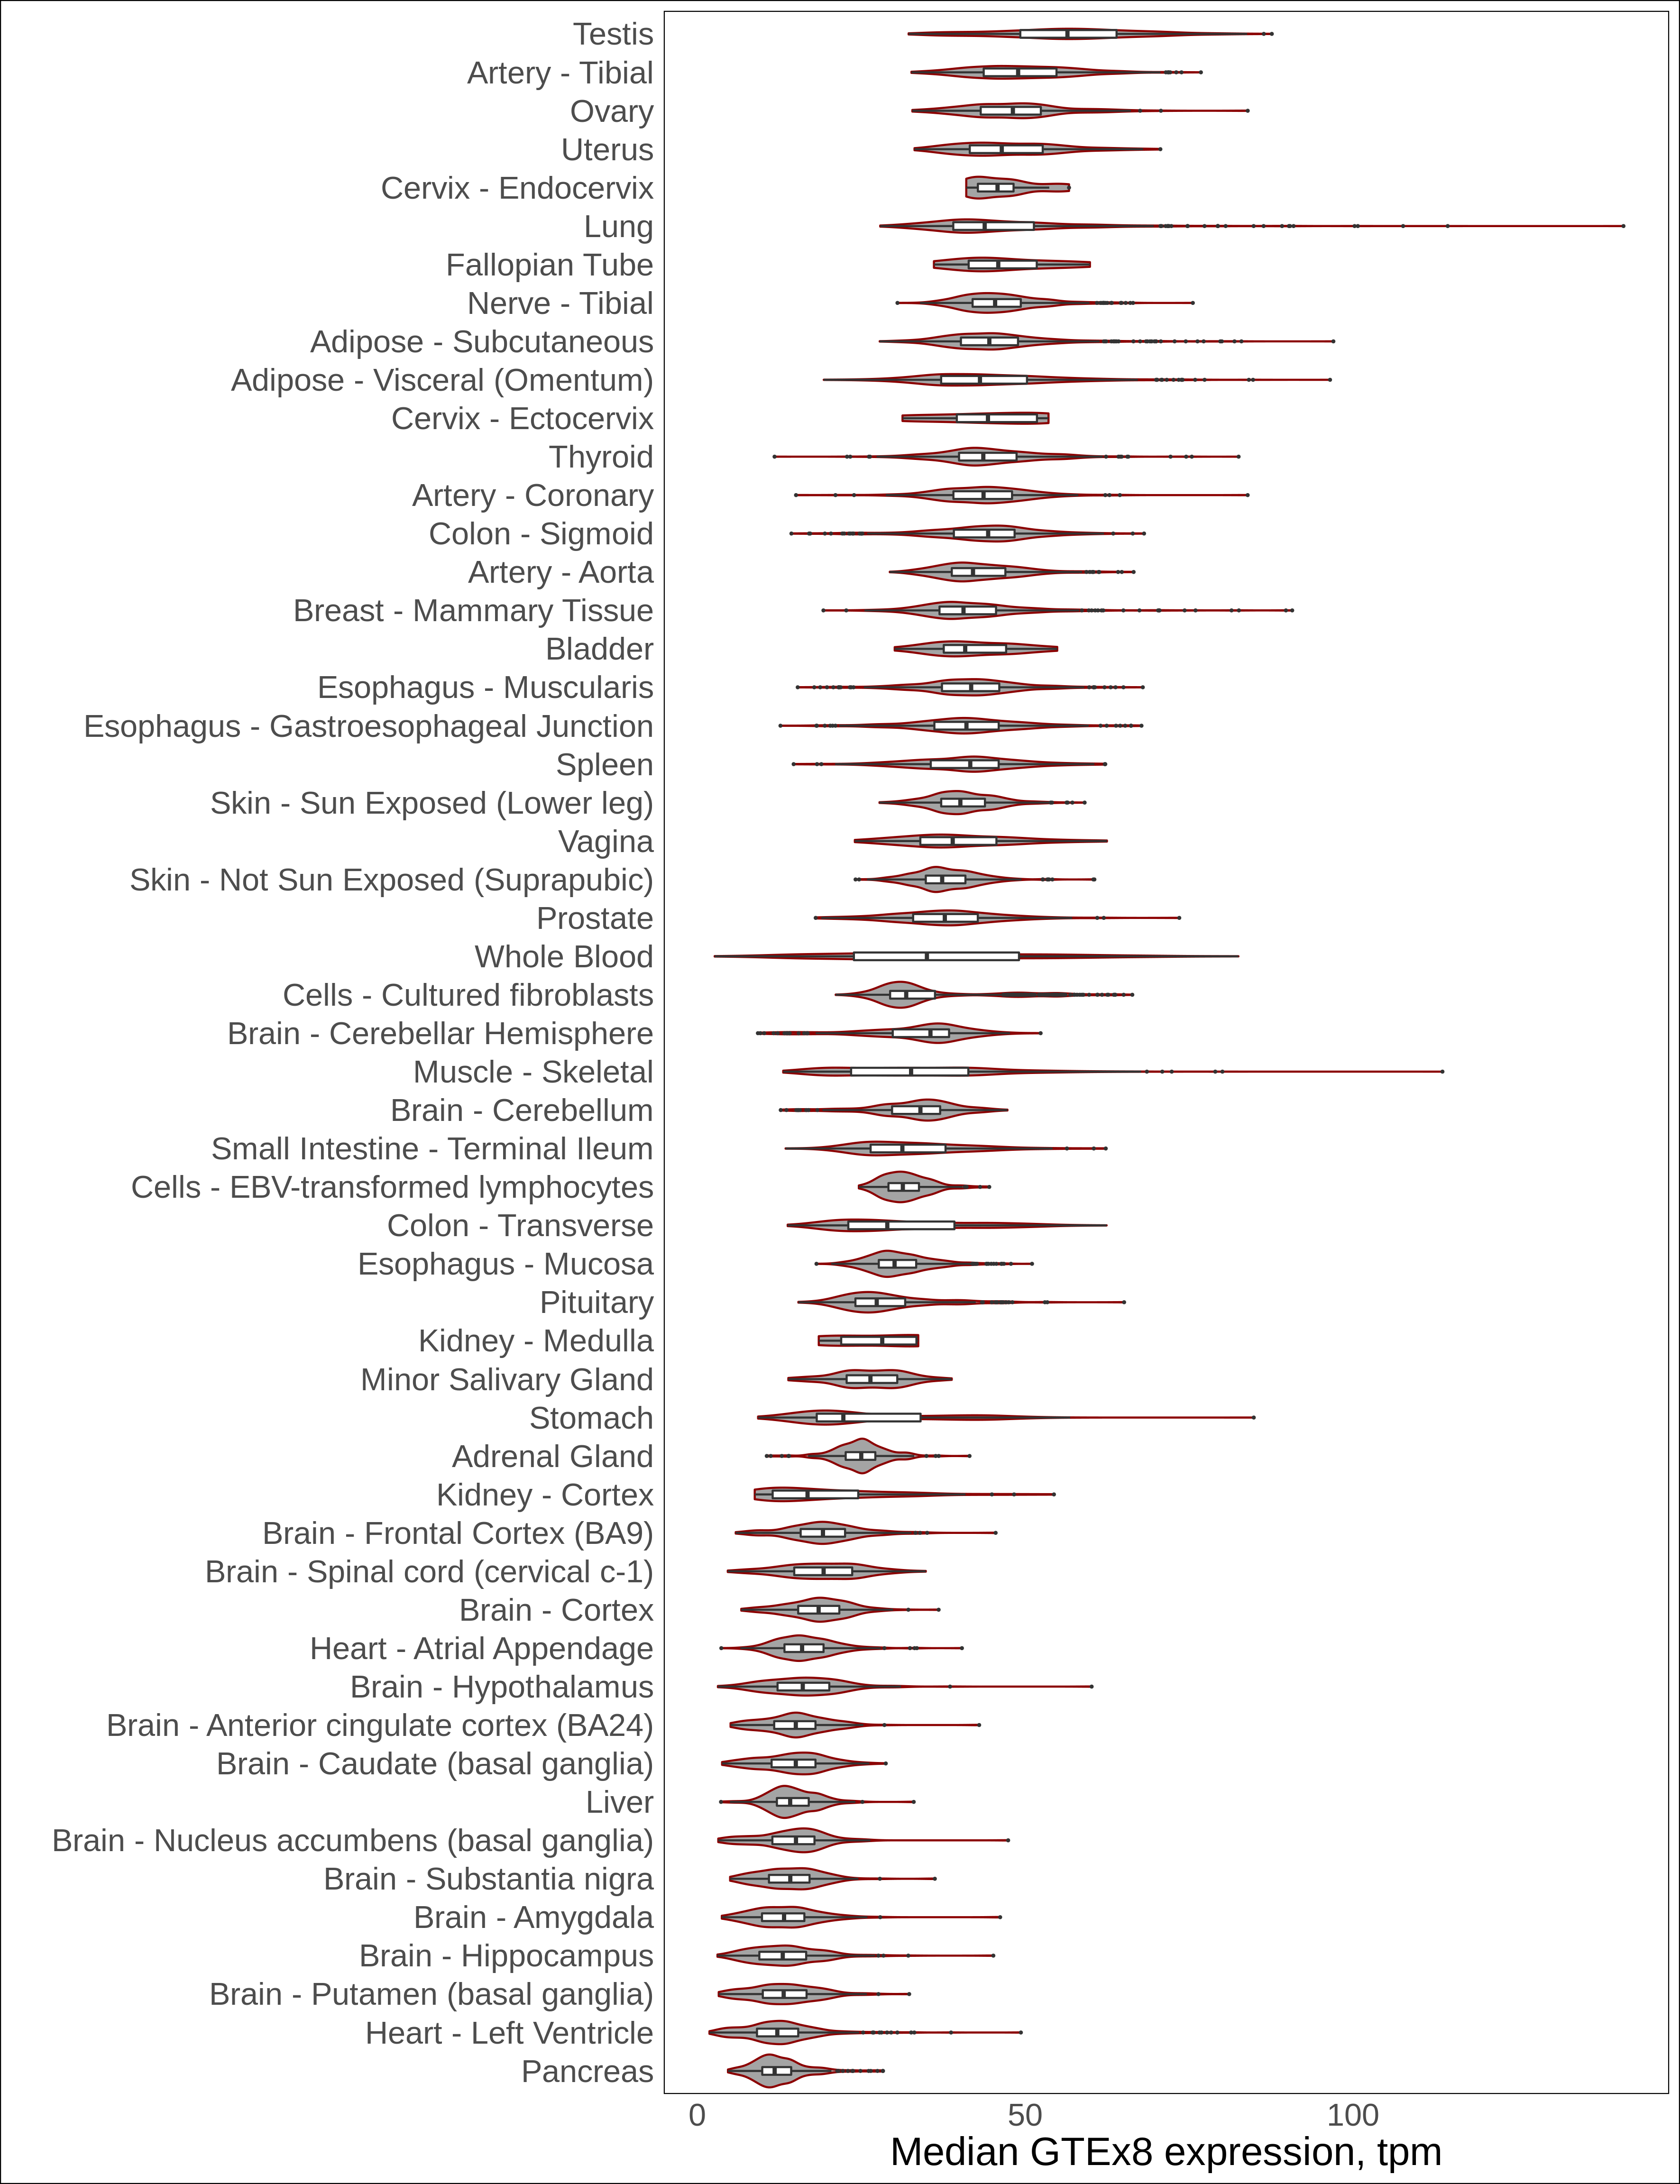 Testis
Artery - Tibial
Ovary
Uterus
Cervix - Endocervix
Lung
Fallopian Tube
Nerve - Tibial
Adipose - Subcutaneous
Adipose - Visceral (Omentum)
Cervix - Ectocervix
Thyroid
Artery - Coronary
Colon - Sigmoid
Artery - Aorta
Breast - Mammary Tissue
Bladder
Esophagus - Muscularis
Esophagus - Gastroesophageal Junction
Spleen
Skin - Sun Exposed (Lower leg)
Vagina
Skin - Not Sun Exposed (Suprapubic)
Prostate
Whole Blood
Cells - Cultured fibroblasts
Brain - Cerebellar Hemisphere
Muscle - Skeletal
Brain - Cerebellum
Small Intestine - Terminal Ileum
Cells - EBV-transformed lymphocytes
Colon - Transverse
Esophagus - Mucosa
Pituitary
Kidney - Medulla
Minor Salivary Gland
Stomach
Adrenal Gland
Kidney - Cortex
Brain - Frontal Cortex (BA9)
Brain - Spinal cord (cervical c-1)
Brain - Cortex
Heart - Atrial Appendage
Brain - Hypothalamus
Brain - Anterior cingulate cortex (BA24)
Brain - Caudate (basal ganglia)
Liver
Brain - Nucleus accumbens (basal ganglia)
Brain - Substantia nigra
Brain - Amygdala
Brain - Hippocampus
Brain - Putamen (basal ganglia)
Heart - Left Ventricle
Pancreas
0 50 100
Median GTEx8 expression, tpm